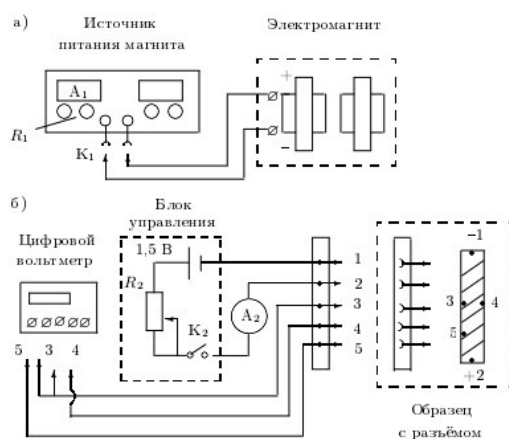 а)
Источник
питания магнита
Электромагнит
A₁
R₁
K₁
+
−
б)
Блок
управления
Цифровой
вольтметр
1,5 В
R₂
K₂
A₂
5 3 4
1
2
3
4
5
−1
3
4
5
+2
Образец
с разъёмом